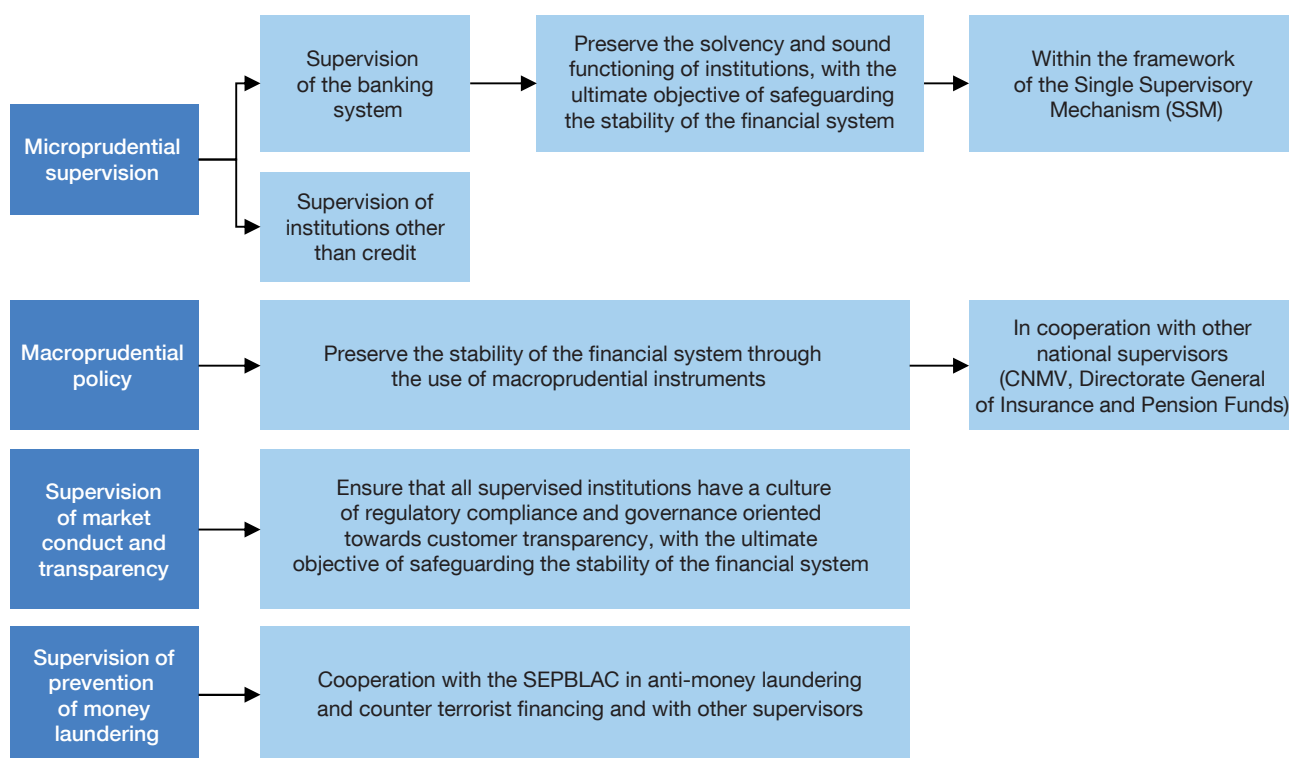 Microprudential
supervision
Supervision
of the banking
system
Preserve the solvency and sound
functioning of institutions, with the
ultimate objective of safeguarding
the stability of the financial system
Within the framework
of the Single Supervisory
Mechanism (SSM)
Supervision of
institutions other
than credit
Macroprudential
policy
Preserve the stability of the financial system through
the use of macroprudential instruments
In cooperation with other
national supervisors
(CNMV, Directorate General
of Insurance and Pension Funds)
Supervision
of market
conduct and
transparency
Ensure that all supervised institutions have a culture
of regulatory compliance and governance oriented
towards customer transparency, with the ultimate
objective of safeguarding the stability of the financial system
Supervision of
prevention
of money
laundering
Cooperation with the SEPBLAC in anti-money laundering
and counter terrorist financing and with other supervisors